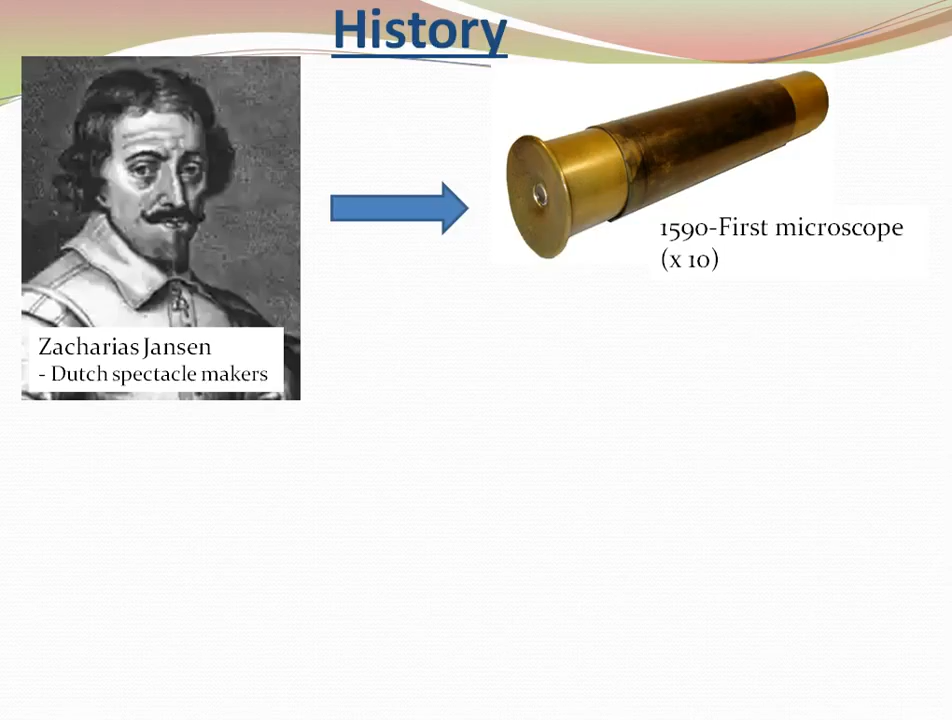 History
Zacharias Jansen
- Dutch spectacle makers
1590-First microscope
(x 10)